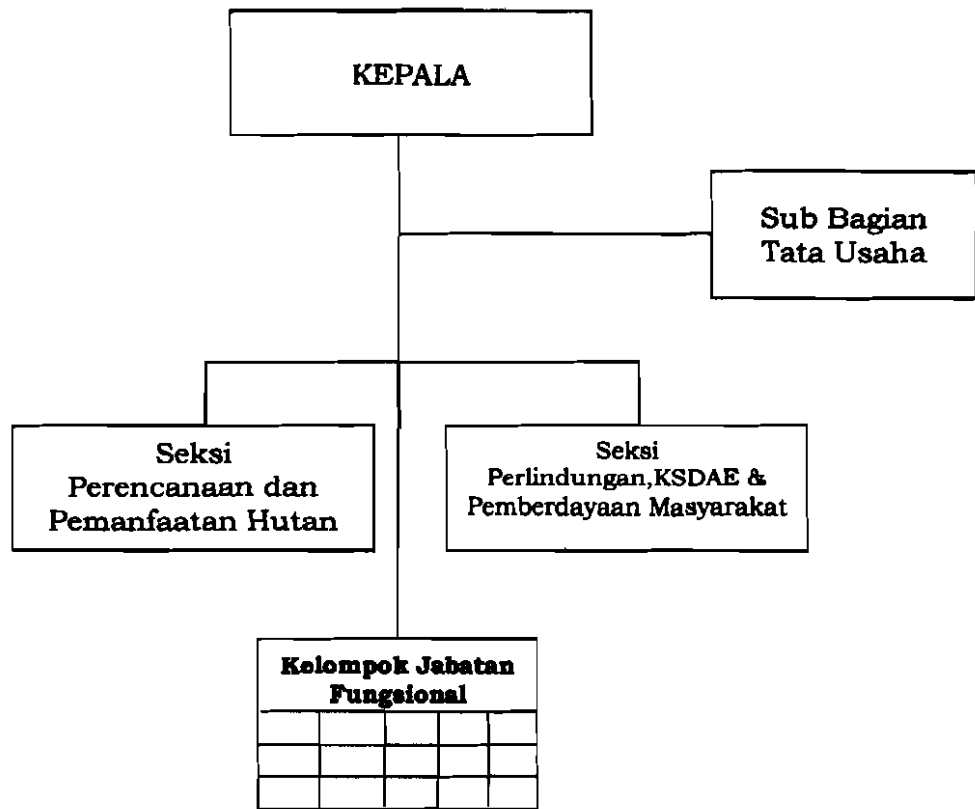 KEPALA
Sub Bagian
Tata Usaha
Seksi
Perencanaan dan
Pemanfaatan Hutan
Seksi
Perlindungan,KSDAE &
Pemberdayaan Masyarakat
Kelompok Jabatan
Fungsional